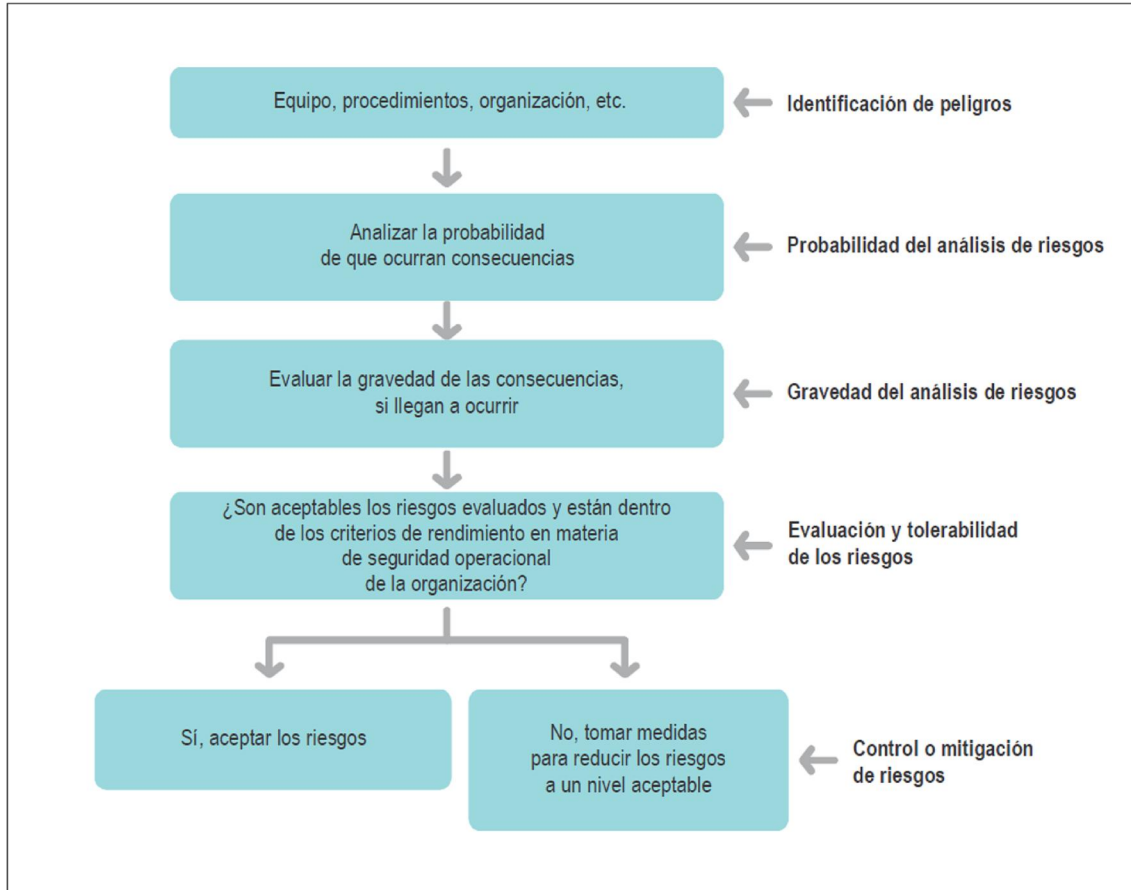 Equipo, procedimientos, organización, etc.
Identificación de peligros
Analizar la probabilidad
de que ocurran consecuencias
Probabilidad del análisis de riesgos
Evaluar la gravedad de las consecuencias,
si llegan a ocurrir
Gravedad del análisis de riesgos
¿Son aceptables los riesgos evaluados y están dentro
de los criterios de rendimiento en materia
de seguridad operacional
de la organización?
Evaluación y tolerabilidad
de los riesgos
Sí, aceptar los riesgos
No, tomar medidas
para reducir los riesgos
a un nivel aceptable
Control o mitigación
de riesgos